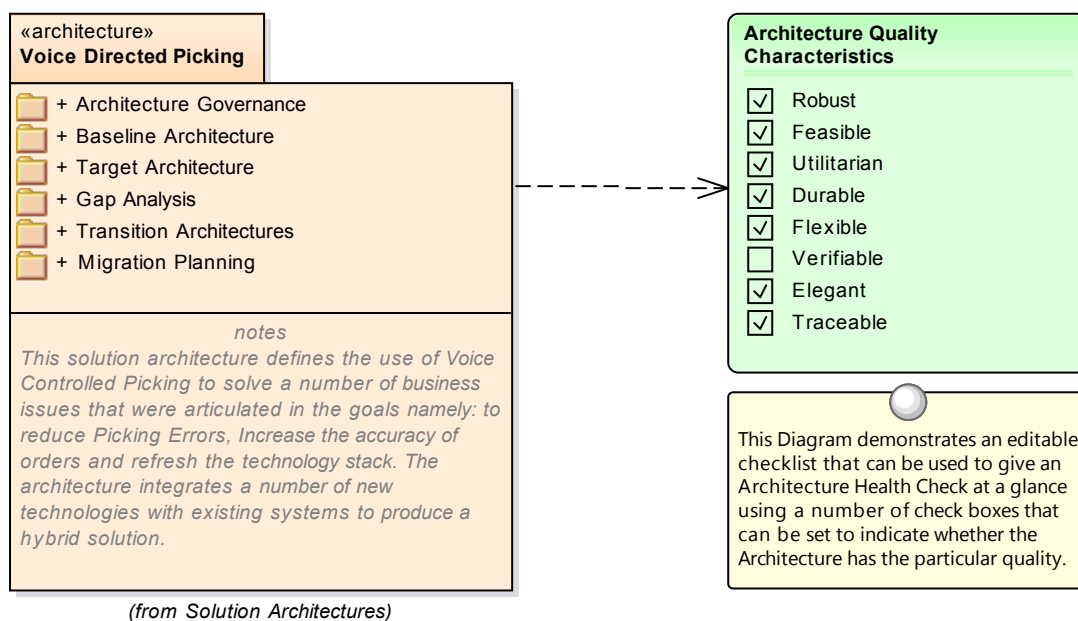 «architecture»
Voice Directed Picking
+ Architecture Governance
+ Baseline Architecture
+ Target Architecture
+ Gap Analysis
+ Transition Architectures
+ Migration Planning
notes
This solution architecture defines the use of Voice
Controlled Picking to solve a number of business
issues that were articulated in the goals namely: to
reduce Picking Errors, Increase the accuracy of
orders and refresh the technology stack. The
architecture integrates a number of new
technologies with existing systems to produce a
hybrid solution.
(from Solution Architectures)
Architecture Quality
Characteristics
Robust
Feasible
Utilitarian
Durable
Flexible
Verifiable
Elegant
Traceable
This Diagram demonstrates an editable
checklist that can be used to give an
Architecture Health Check at a glance
using a number of check boxes that
can be set to indicate whether the
Architecture has the particular quality.